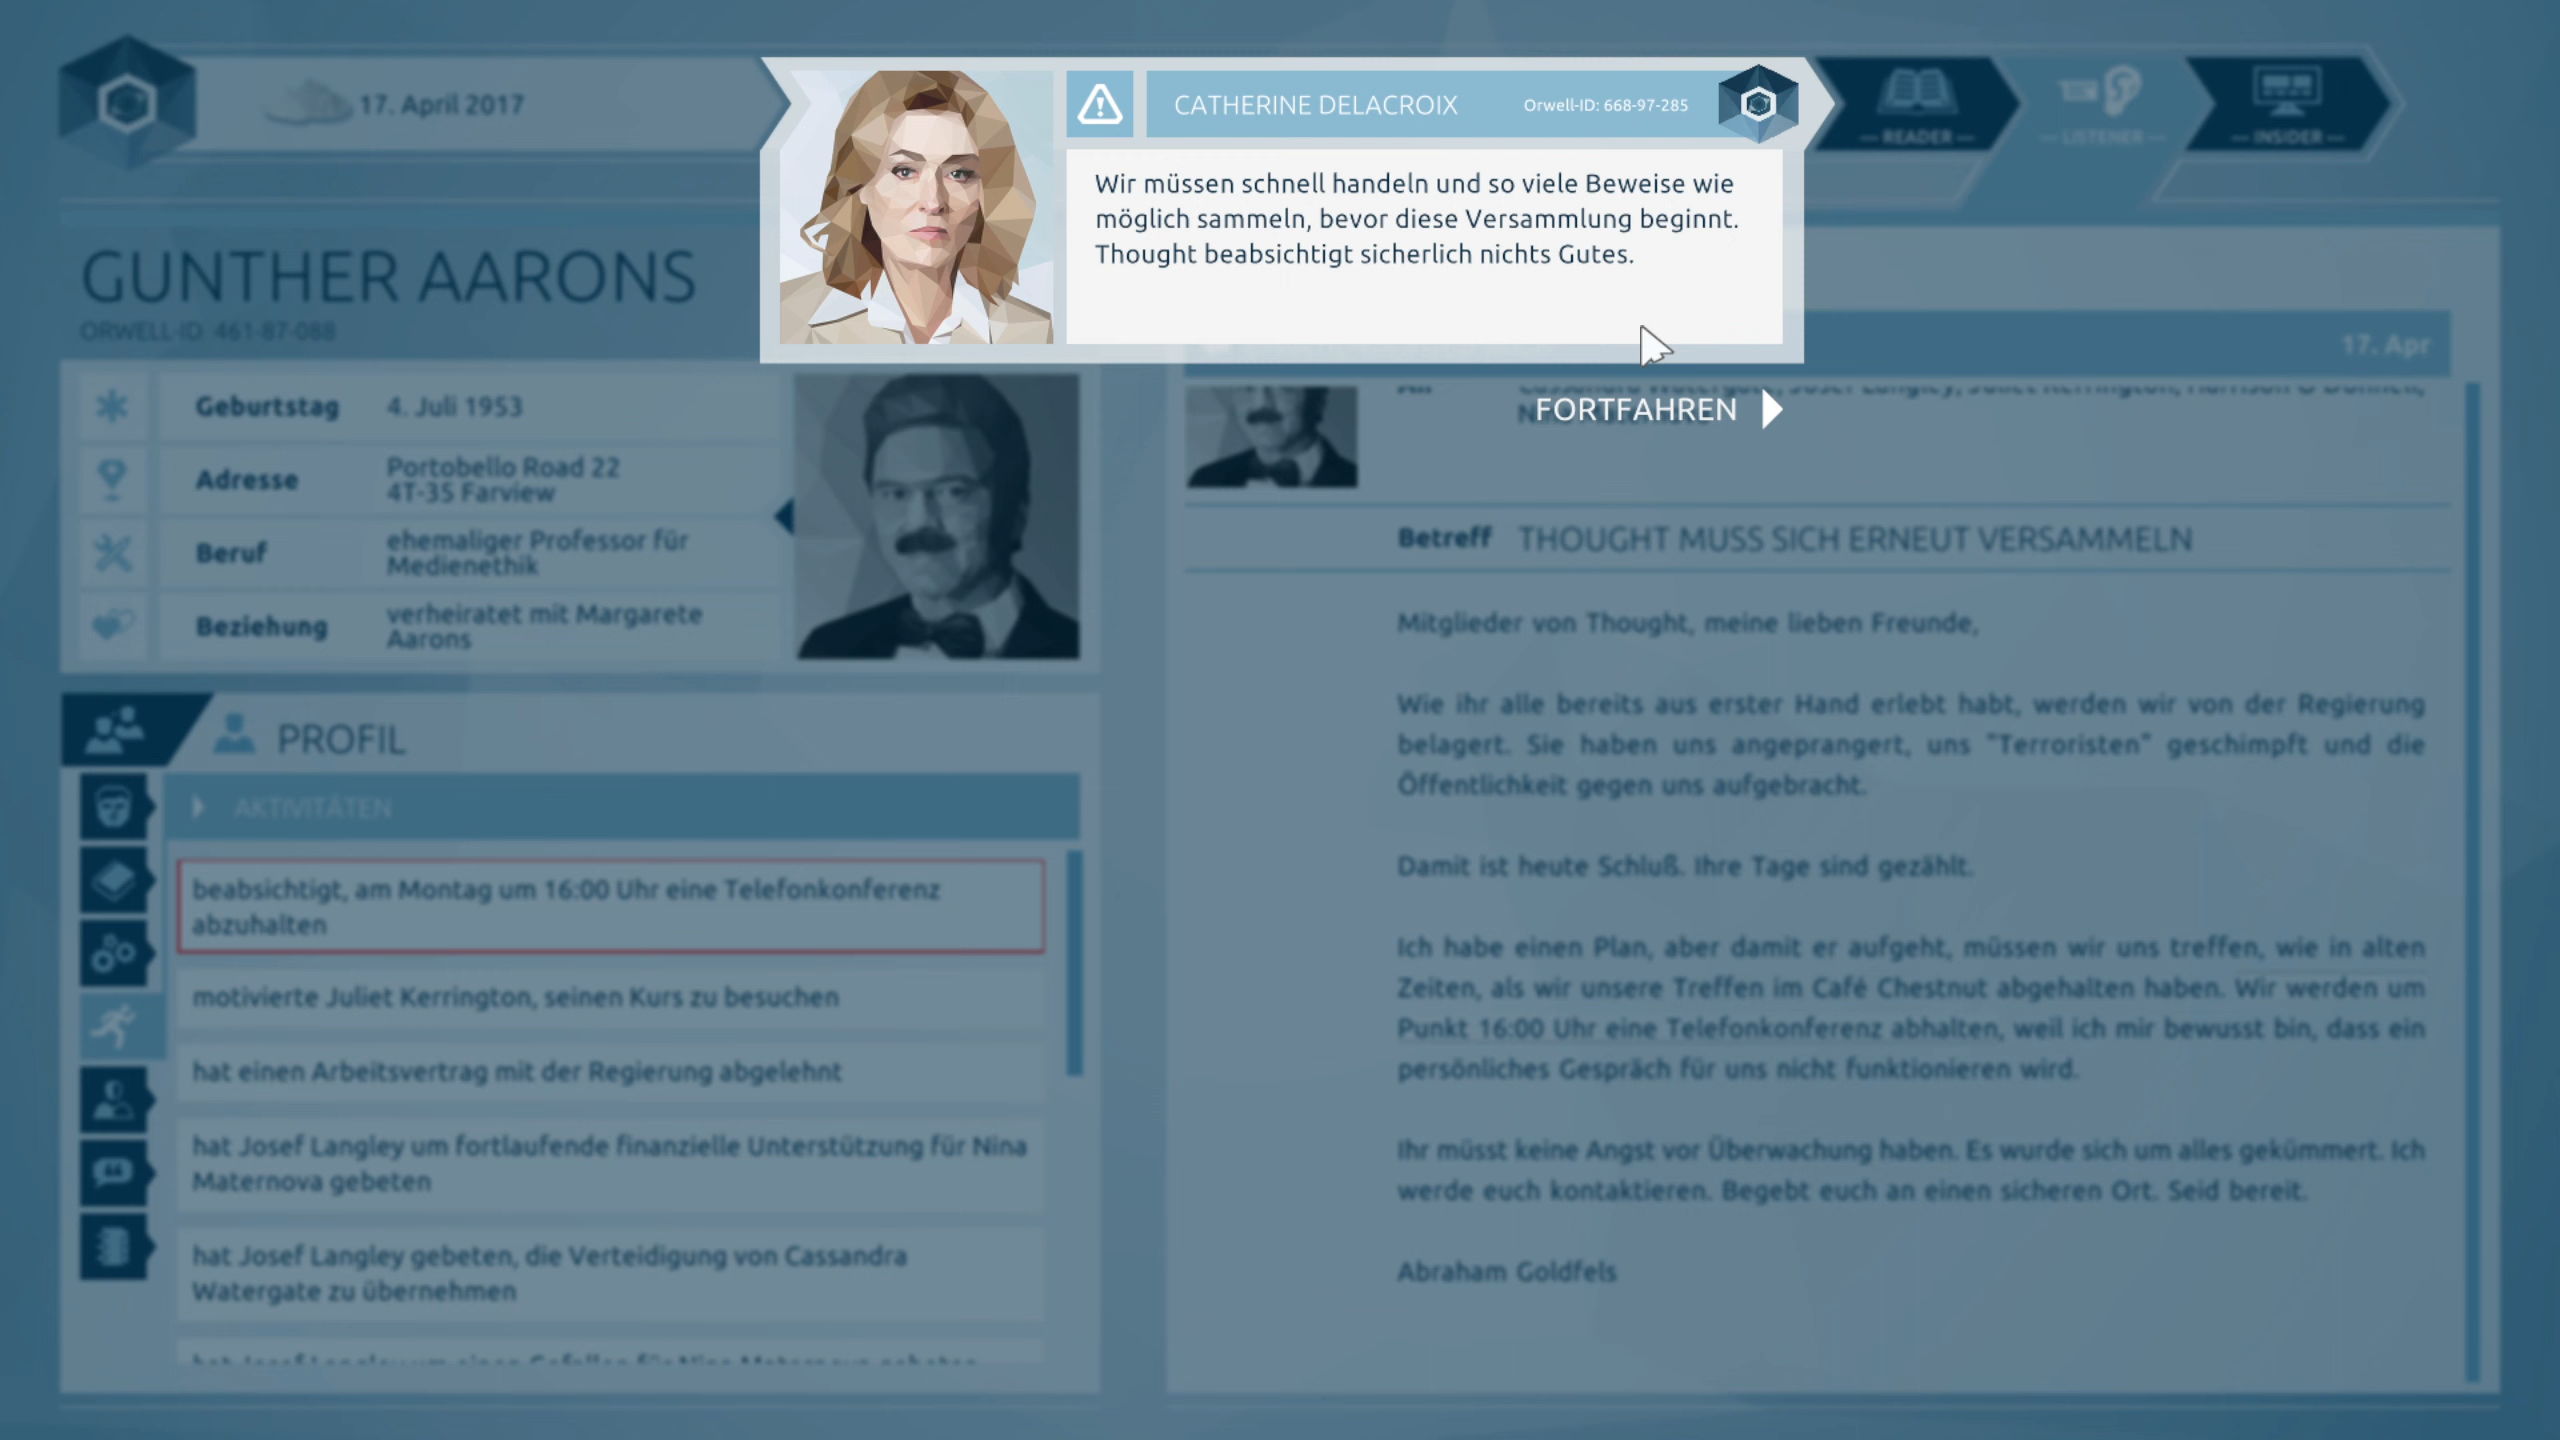 17. April 2017
CATHERINE DELACROIX
Orwell-ID: 668-97-285
Wir müssen schnell handeln und so viele Beweise wie
möglich sammeln, bevor diese Versammlung beginnt.
Thought beabsichtigt sicherlich nichts Gutes.
FORTFAHREN
— READER —
— LISTENER —
— INSIDER —
GUNTHER AARONS
ORWELL-ID 461-87-088
Geburtstag 4. Juli 1953
Adresse Portobello Road 22
4T-35 Farview
Beruf ehemaliger Professor für
Medienethik
Beziehung verheiratet mit Margarete
Aarons
PROFIL
AKTIVITÄTEN
beabsichtigt, am Montag um 16:00 Uhr eine Telefonkonferenz
abzuhalten
motivierte Juliet Kerrington, seinen Kurs zu besuchen
hat einen Arbeitsvertrag mit der Regierung abgelehnt
hat Josef Langley um fortlaufende finanzielle Unterstützung für Nina
Maternova gebeten
hat Josef Langley gebeten, die Verteidigung von Cassandra
Watergate zu übernehmen
17. Apr
Betreff THOUGHT MUSS SICH ERNEUT VERSAMMELN
Mitglieder von Thought, meine lieben Freunde,
Wie ihr alle bereits aus erster Hand erlebt habt, werden wir von der Regierung
belagert. Sie haben uns angeprangert, uns "Terroristen" geschimpft und die
Öffentlichkeit gegen uns aufgebracht.
Damit ist heute Schluß. Ihre Tage sind gezählt.
Ich habe einen Plan, aber damit er aufgeht, müssen wir uns treffen, wie in alten
Zeiten, als wir unsere Treffen im Café Chestnut abgehalten haben. Wir werden um
Punkt 16:00 Uhr eine Telefonkonferenz abhalten, weil ich mir bewusst bin, dass ein
persönliches Gespräch für uns nicht funktionieren wird.
Ihr müsst keine Angst vor Überwachung haben. Es wurde sich um alles gekümmert. Ich
werde euch kontaktieren. Begebt euch an einen sicheren Ort. Seid bereit.
Abraham Goldfels